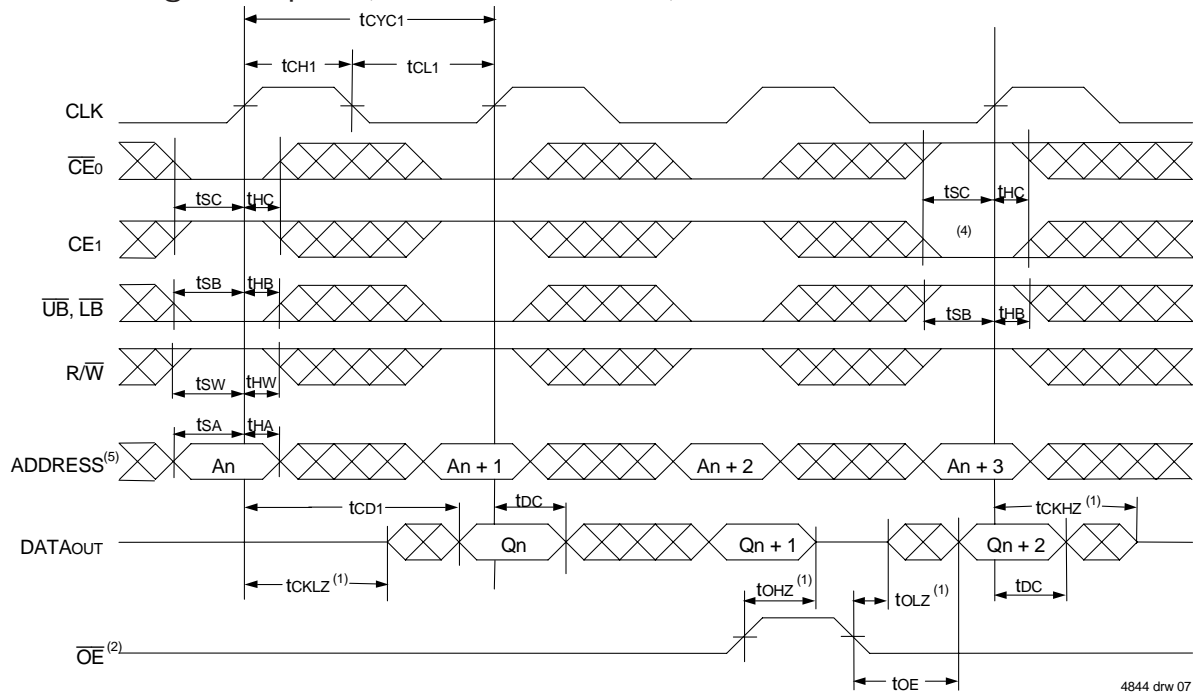 tCYC1
tCH1 tCL1
CLK
CE0
tSC tHC tSC tHC
CE1 (4)
tSB tHB
UB, LB
tSB tHB
R/W
tSW tHW
tSA tHA
ADDRESS(5) An An + 1 An + 2 An + 3
tCD1 tDC tCKHZ (1)
DATAOUT Qn Qn + 1 Qn + 2
tCKLZ (1) tOHZ (1) tOLZ (1) tDC
OE (2)
tOE
4844 drw 07